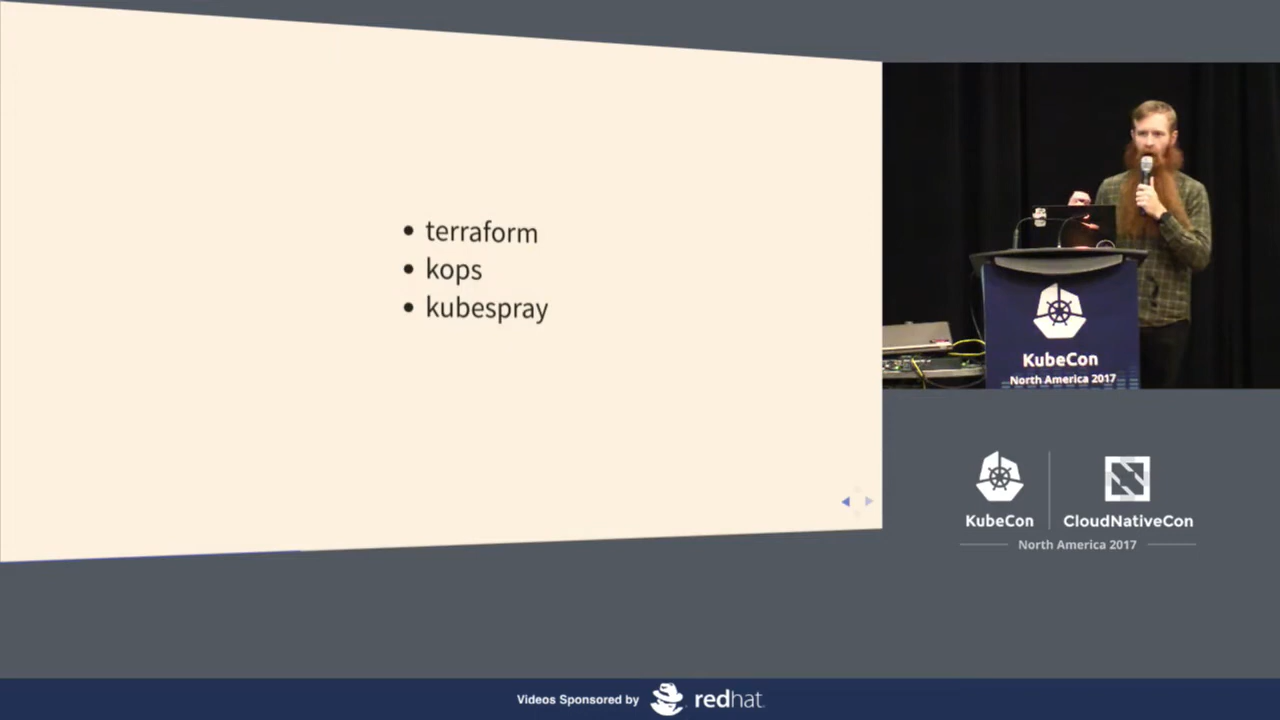 • terraform
• kops
• kubespray
KubeCon
North America 2017
KubeCon
CloudNativeCon
North America 2017
Videos Sponsored by redhat.